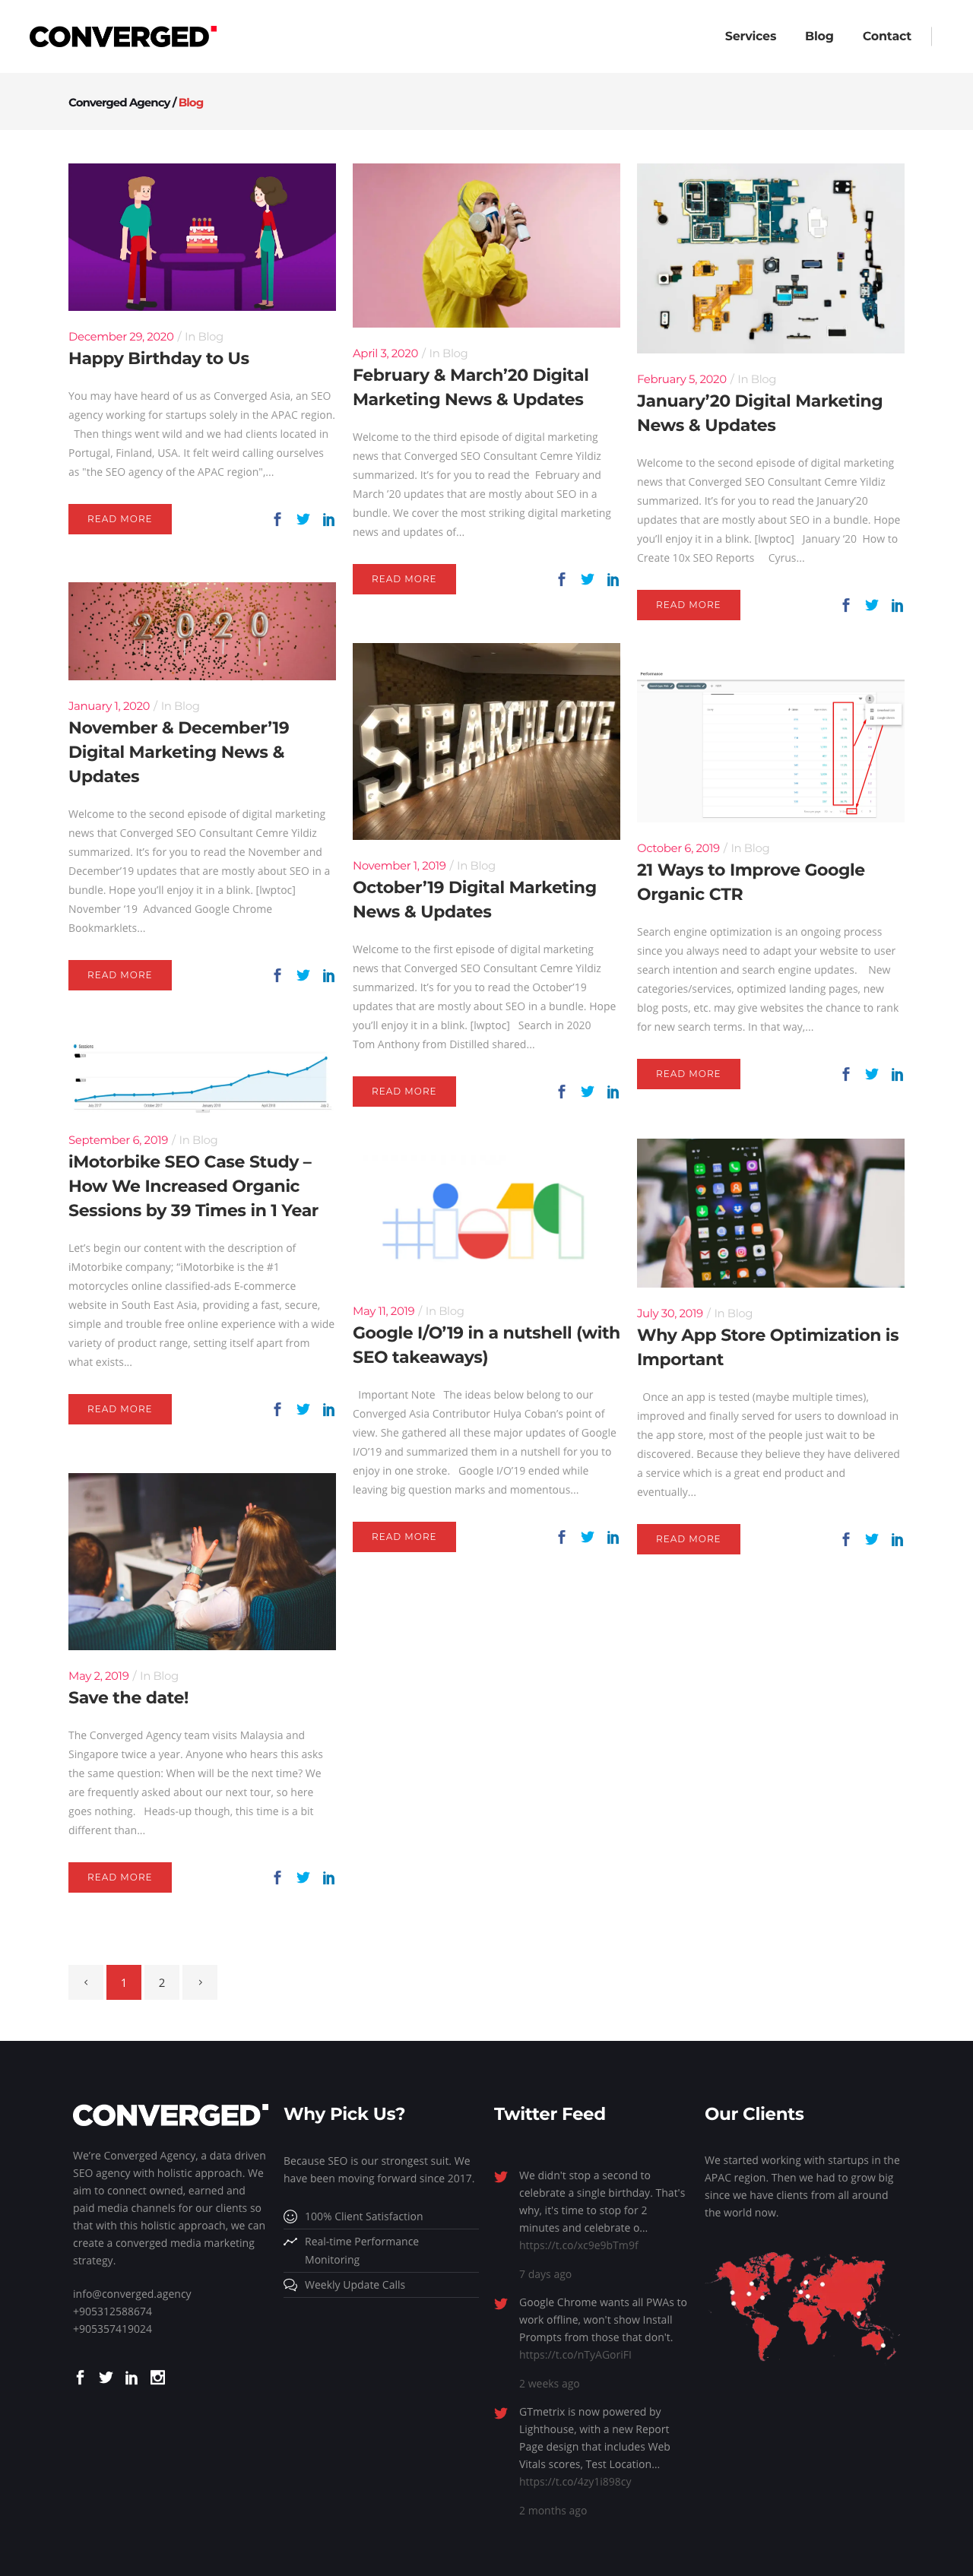 CONVERGED
Services
Blog
Contact
Converged Agency / Blog
December 29, 2020 / In Blog
Happy Birthday to Us
You may have heard of us as Converged Asia, an SEO
agency working for startups solely in the APAC region.
Then things went wild and we had clients located in
Portugal, Finland, USA. It felt weird calling ourselves
as "the SEO agency of the APAC region",...
READ MORE
April 3, 2020 / In Blog
February & March’20 Digital
Marketing News & Updates
Welcome to the third episode of digital marketing
news that Converged SEO Consultant Cemre Yildiz
summarized. It’s for you to read the  February and
March ’20 updates that are mostly about SEO in a
bundle. We cover the most striking digital marketing
news and updates of...
READ MORE
February 5, 2020 / In Blog
January’20 Digital Marketing
News & Updates
Welcome to the second episode of digital marketing
news that Converged SEO Consultant Cemre Yildiz
summarized. It’s for you to read the January’20
updates that are mostly about SEO in a bundle. Hope
you’ll enjoy it in a blink. [lwptoc]   January ’20  How to
Create 10x SEO Reports     Cyrus...
READ MORE
2020
January 1, 2020 / In Blog
November & December’19
Digital Marketing News &
Updates
Welcome to the second episode of digital marketing
news that Converged SEO Consultant Cemre Yildiz
summarized. It’s for you to read the November and
December’19 updates that are mostly about SEO in a
bundle. Hope you’ll enjoy it in a blink. [lwptoc]
November ’19  Advanced Google Chrome
Bookmarklets...
READ MORE
SEARCHLOV
November 1, 2019 / In Blog
October’19 Digital Marketing
News & Updates
Welcome to the first episode of digital marketing
news that Converged SEO Consultant Cemre Yildiz
summarized. It’s for you to read the October’19
updates that are mostly about SEO in a bundle. Hope
you’ll enjoy it in a blink. [lwptoc]   Search in 2020
Tom Anthony from Distilled shared...
READ MORE
Performance
October 6, 2019 / In Blog
21 Ways to Improve Google
Organic CTR
Search engine optimization is an ongoing process
since you always need to adapt your website to user
search intention and search engine updates.    New
categories/services, optimized landing pages, new
blog posts, etc. may give websites the chance to rank
for new search terms. In that way,...
READ MORE
Sessions
September 6, 2019 / In Blog
iMotorbike SEO Case Study –
How We Increased Organic
Sessions by 39 Times in 1 Year
Let’s begin our content with the description of
iMotorbike company; “iMotorbike is the #1
motorcycles online classified-ads E-commerce
website in South East Asia, providing a fast, secure,
simple and trouble free online experience with a wide
variety of product range, setting itself apart from
what exists...
READ MORE
May 11, 2019 / In Blog
Google I/O’19 in a nutshell (with
SEO takeaways)
Important Note   The ideas below belong to our
Converged Asia Contributor Hulya Coban’s point of
view. She gathered all these major updates of Google
I/O’19 and summarized them in a nutshell for you to
enjoy in one stroke.   Google I/O’19 ended while
leaving big question marks and momentous...
READ MORE
July 30, 2019 / In Blog
Why App Store Optimization is
Important
Once an app is tested (maybe multiple times),
improved and finally served for users to download in
the app store, most of the people just wait to be
discovered. Because they believe they have delivered
a service which is a great end product and
eventually...
READ MORE
May 2, 2019 / In Blog
Save the date!
The Converged Agency team visits Malaysia and
Singapore twice a year. Anyone who hears this asks
the same question: When will be the next time? We
are frequently asked about our next tour, so here
goes nothing.   Heads-up though, this time is a bit
different than...
READ MORE
1
2
CONVERGED
We’re Converged Agency, a data driven
SEO agency with holistic approach. We
aim to connect owned, earned and
paid media channels for our clients so
that with this holistic approach, we can
create a converged media marketing
strategy.
info@converged.agency
+905312588674
+905357419024
Why Pick Us?
Because SEO is our strongest suit. We
have been moving forward since 2017.
100% Client Satisfaction
Real-time Performance
Monitoring
Weekly Update Calls
Twitter Feed
We didn't stop a second to
celebrate a single birthday. That's
why, it's time to stop for 2
minutes and celebrate o...
https://t.co/xc9e9bTm9f
7 days ago
Google Chrome wants all PWAs to
work offline, won't show Install
Prompts from those that don't.
https://t.co/nTyAGoriFI
2 weeks ago
GTmetrix is now powered by
Lighthouse, with a new Report
Page design that includes Web
Vitals scores, Test Location...
https://t.co/4zy1i898cy
2 months ago
Our Clients
We started working with startups in the
APAC region. Then we had to grow big
since we have clients from all around
the world now.